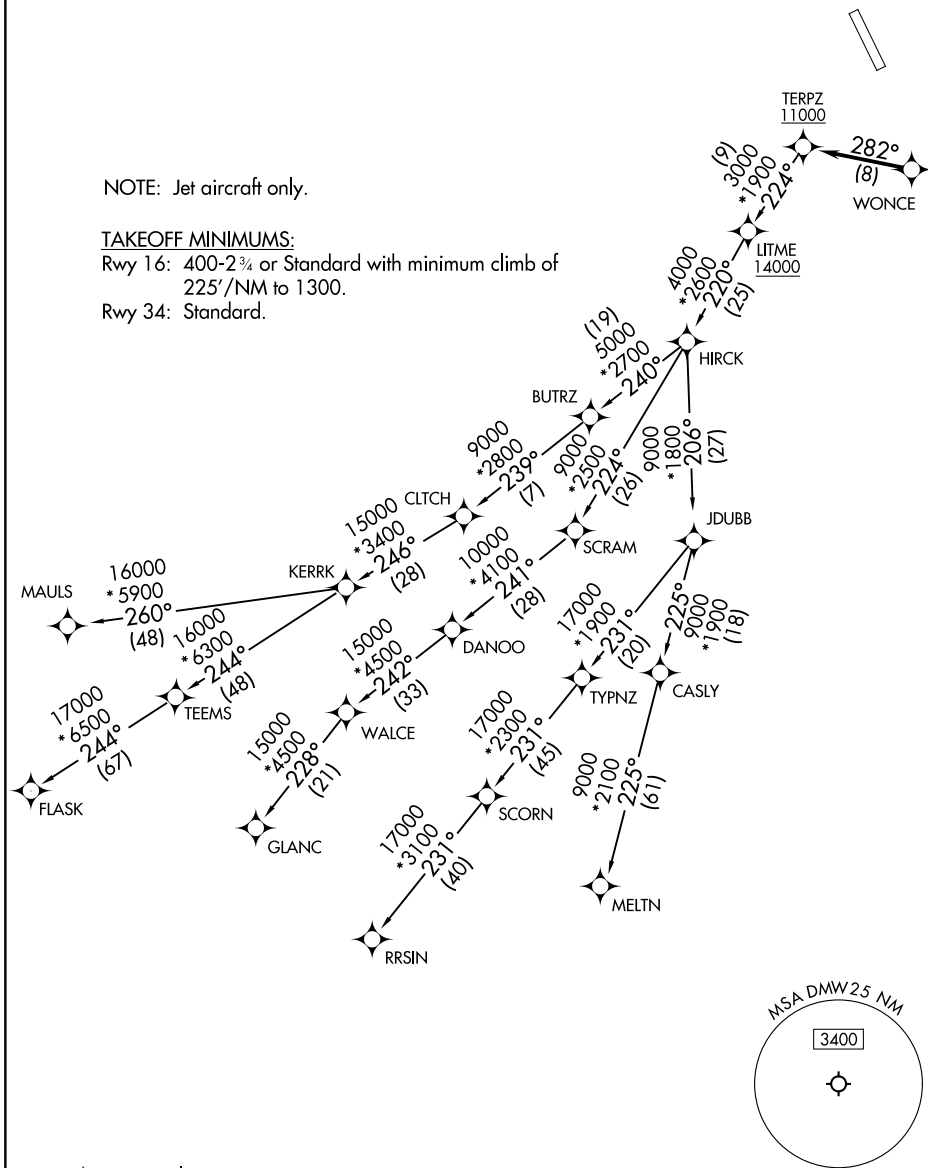 TERPZ
11000
282°
(8)
WONCE
(9)
3000
*1900
224°
NOTE: Jet aircraft only.
TAKEOFF MINIMUMS:
Rwy 16: 400-2¾ or Standard with minimum climb of
225'/NM to 1300.
Rwy 34: Standard.
LITME
14000
4000
*2600
220°
(25)
HIRCK
(19)
5000
*2700
240°
BUTRZ
9000
*2500
224°
(26)
9000
*1800
206°
(27)
9000
*2800
239°
(7)
CLTCH
SCRAM
JDUBB
15000
*3400
246°
(28)
KERRK
10000
*4100
241°
(28)
DANOO
MAULS
16000
*5900
260°
(48)
16000
*6300
244°
(48)
TEEMS
15000
*4500
242°
(33)
WALCE
17000
*1900
231°
(20)
TYPNZ
225°
9000
*1900
(18)
CASLY
17000
*6500
244°
(67)
FLASK
15000
*4500
228°
(21)
GLANC
17000
*2300
231°
(45)
SCORN
9000
*2100
225°
(61)
MELTN
17000
*3100
231°
(40)
RRSIN
MSA DMW 25 NM
3400